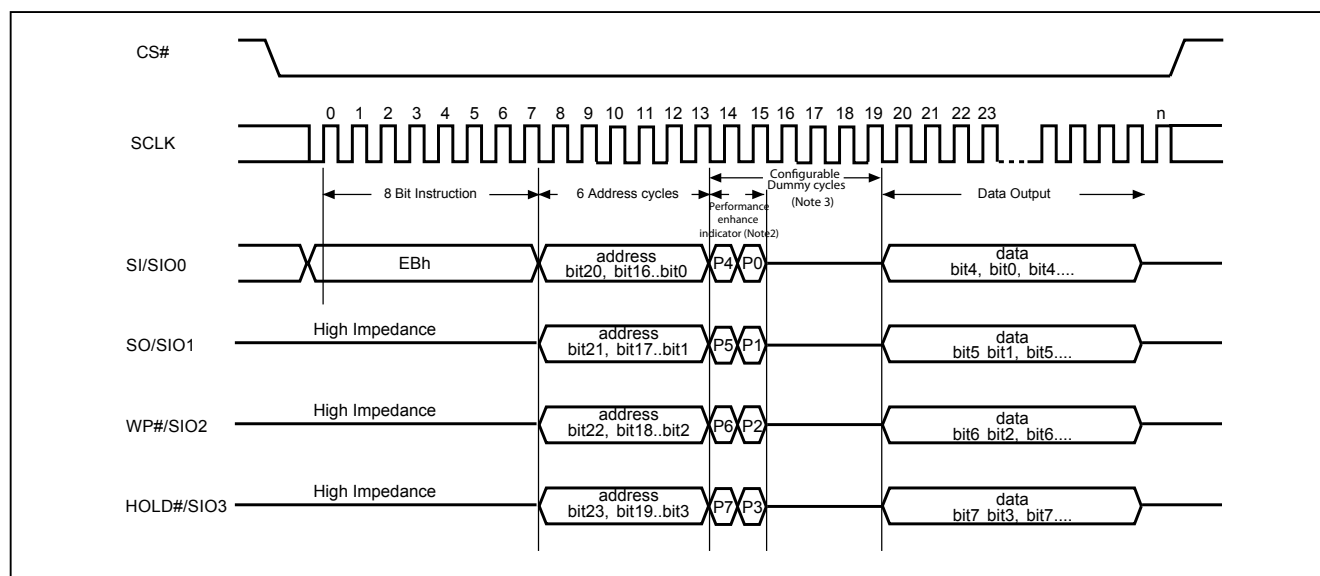 CS#
0 1 2 3 4 5 6 7 8 9 10 11 12 13 14 15 16 17 18 19 20 21 22 23 n
SCLK
8 Bit Instruction
6 Address cycles
Configurable
Dummy cycles
(Note 3)
Data Output
Performance
enhance
indicator (Note2)
SI/SIO0
EBh
address
bit20, bit16..bit0
P4 P0
data
bit4, bit0, bit4....
High Impedance
SO/SIO1
address
bit21, bit17..bit1
P5 P1
data
bit5 bit1, bit5....
High Impedance
WP#/SIO2
address
bit22, bit18..bit2
P6 P2
data
bit6 bit2, bit6....
High Impedance
HOLD#/SIO3
address
bit23, bit19..bit3
P7 P3
data
bit7 bit3, bit7....